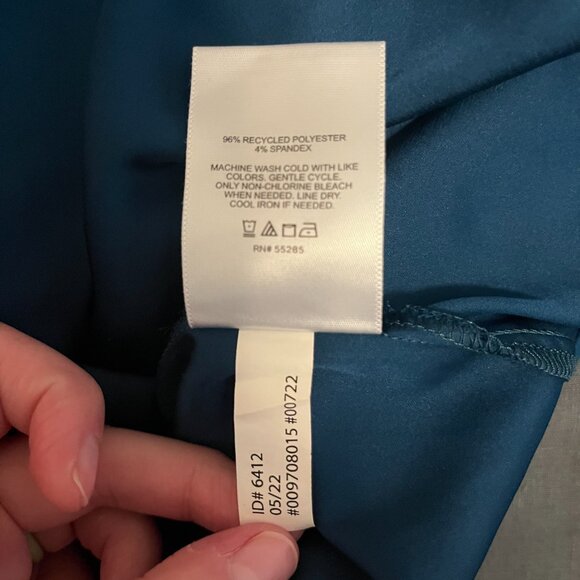 96% RECYCLED POLYESTER
4% SPANDEX
MACHINE WASH COLD WITH LIKE
COLORS. GENTLE CYCLE.
ONLY NON-CHLORINE BLEACH
WHEN NEEDED. LINE DRY.
COOL IRON IF NEEDED.
RN# 55285
ID# 6412
05/22
#009708015 #00722